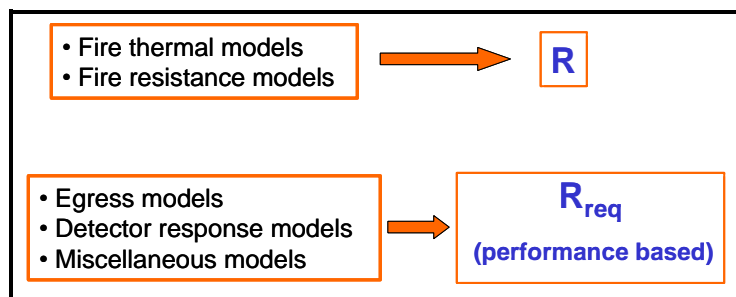 • Fire thermal models
• Fire resistance models
R
• Egress models
• Detector response models
• Miscellaneous models
Rreq
(performance based)